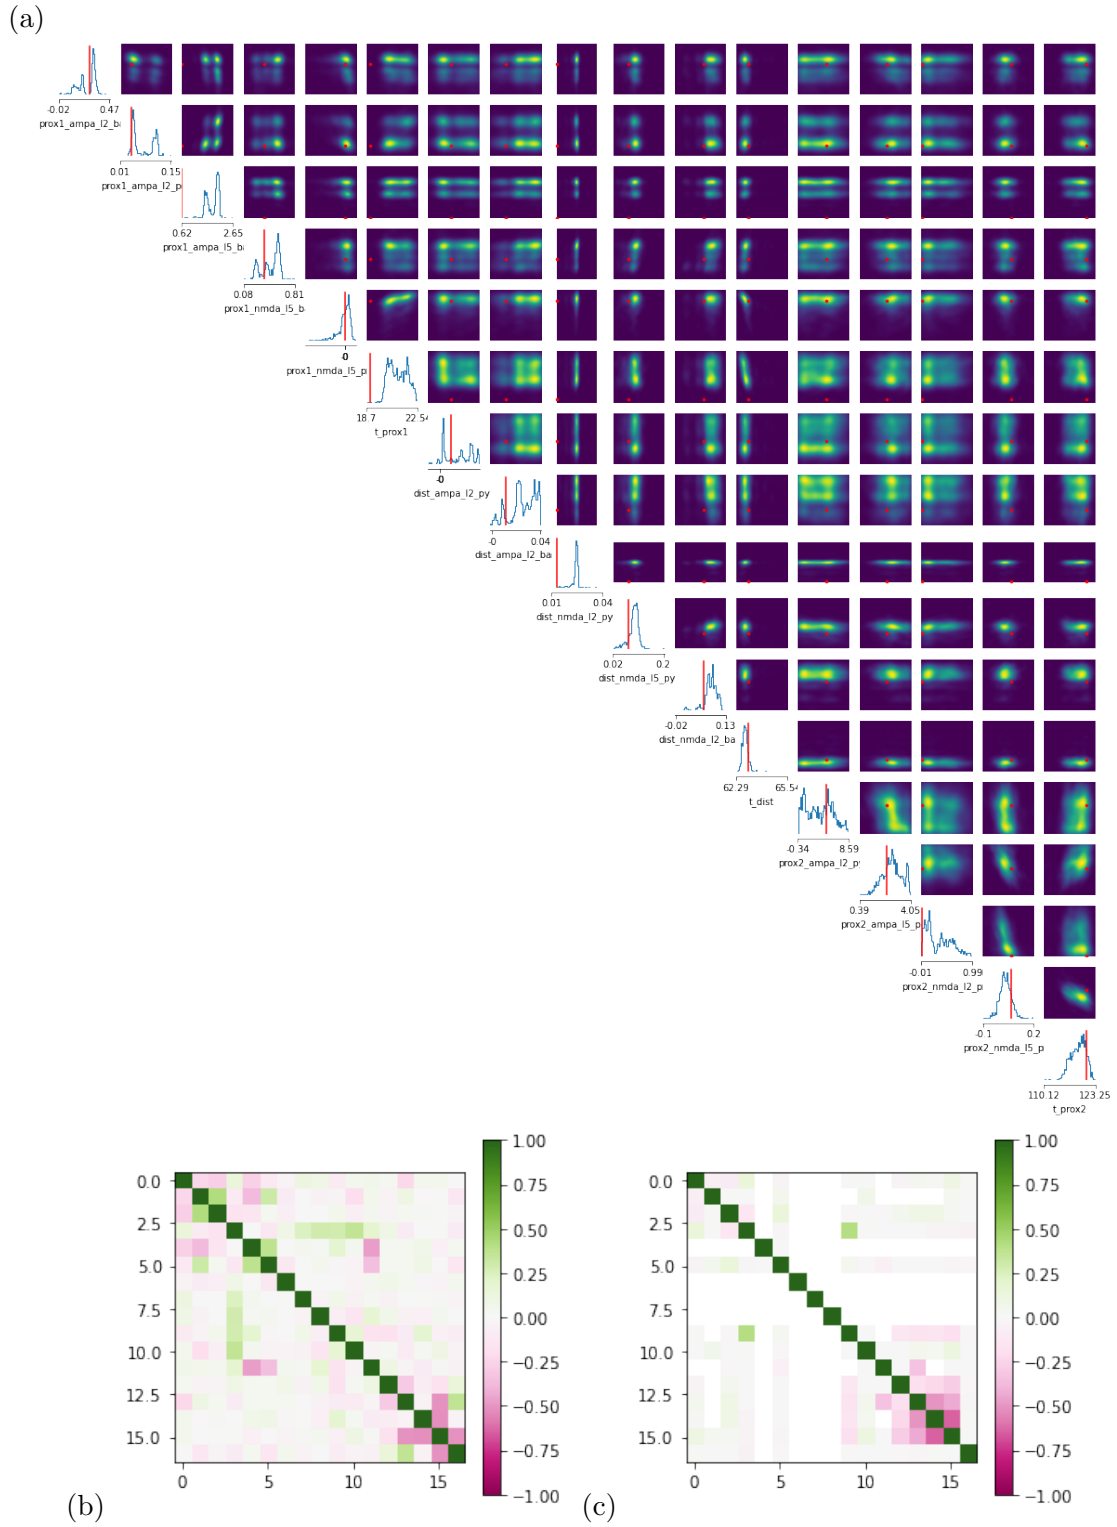 (a)
-0.02 0.47
prox1_ampa_l2_ba
0.01 0.15
prox1_ampa_l2_p
0.62 2.65
prox1_ampa_l5_ba
0.08 0.81
prox1_nmda_l5_b
-0
prox1_nmda_l5_p
18.7 22.54
t_prox1
-0
dist_ampa_l2_py
-0 0.04
dist_ampa_l2_ba
0.01 0.04
dist_nmda_l2_py
0.02 0.2
dist_nmda_l5_py
-0.02 0.13
dist_nmda_l2_ba
62.29 65.54
t_dist
-0.34 8.59
prox2_ampa_l2_py
0.39 4.05
prox2_ampa_l5_p
-0.01 0.99
prox2_nmda_l2_p
-0.1 0.2
prox2_nmda_l5_p
110.12 123.25
t_prox2
0.0
2.5
5.0
7.5
10.0
12.5
15.0
0 5 10 15
1.00
0.75
0.50
0.25
0.00
−0.25
−0.50
−0.75
−1.00
(b)
0.0
2.5
5.0
7.5
10.0
12.5
15.0
0 5 10 15
1.00
0.75
0.50
0.25
0.00
−0.25
−0.50
−0.75
−1.00
(c)